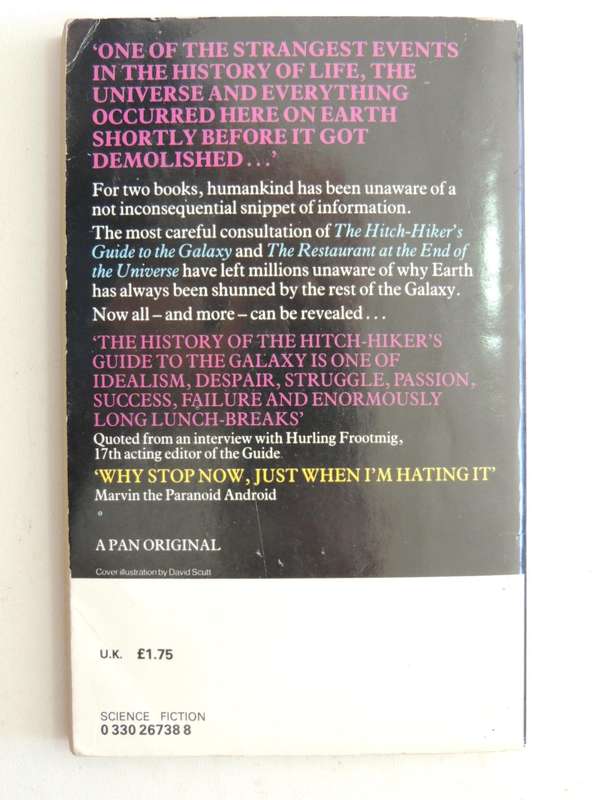 'ONE OF THE STRANGEST EVENTS
IN THE HISTORY OF LIFE, THE
UNIVERSE AND EVERYTHING
OCCURRED HERE ON EARTH
SHORTLY BEFORE IT GOT
DEMOLISHED...'
For two books, humankind has been unaware of a
not inconsequential snippet of information.
The most careful consultation of The Hitch-Hiker's
Guide to the Galaxy and The Restaurant at the End of
the Universe have left millions unaware of why Earth
has always been shunned by the rest of the Galaxy.
Now all – and more – can be revealed...
'THE HISTORY OF THE HITCH-HIKER'S
GUIDE TO THE GALAXY IS ONE OF
IDEALISM, DESPAIR, STRUGGLE, PASSION,
SUCCESS, FAILURE AND ENORMOUSLY
LONG LUNCH-BREAKS'
Quoted from an interview with Hurling Frootmig,
17th acting editor of the Guide
'WHY STOP NOW, JUST WHEN I'M HATING IT'
Marvin the Paranoid Android
A PAN ORIGINAL
Cover illustration by David Scutt
U.K. £1.75
SCIENCE FICTION
0 330 26738 8